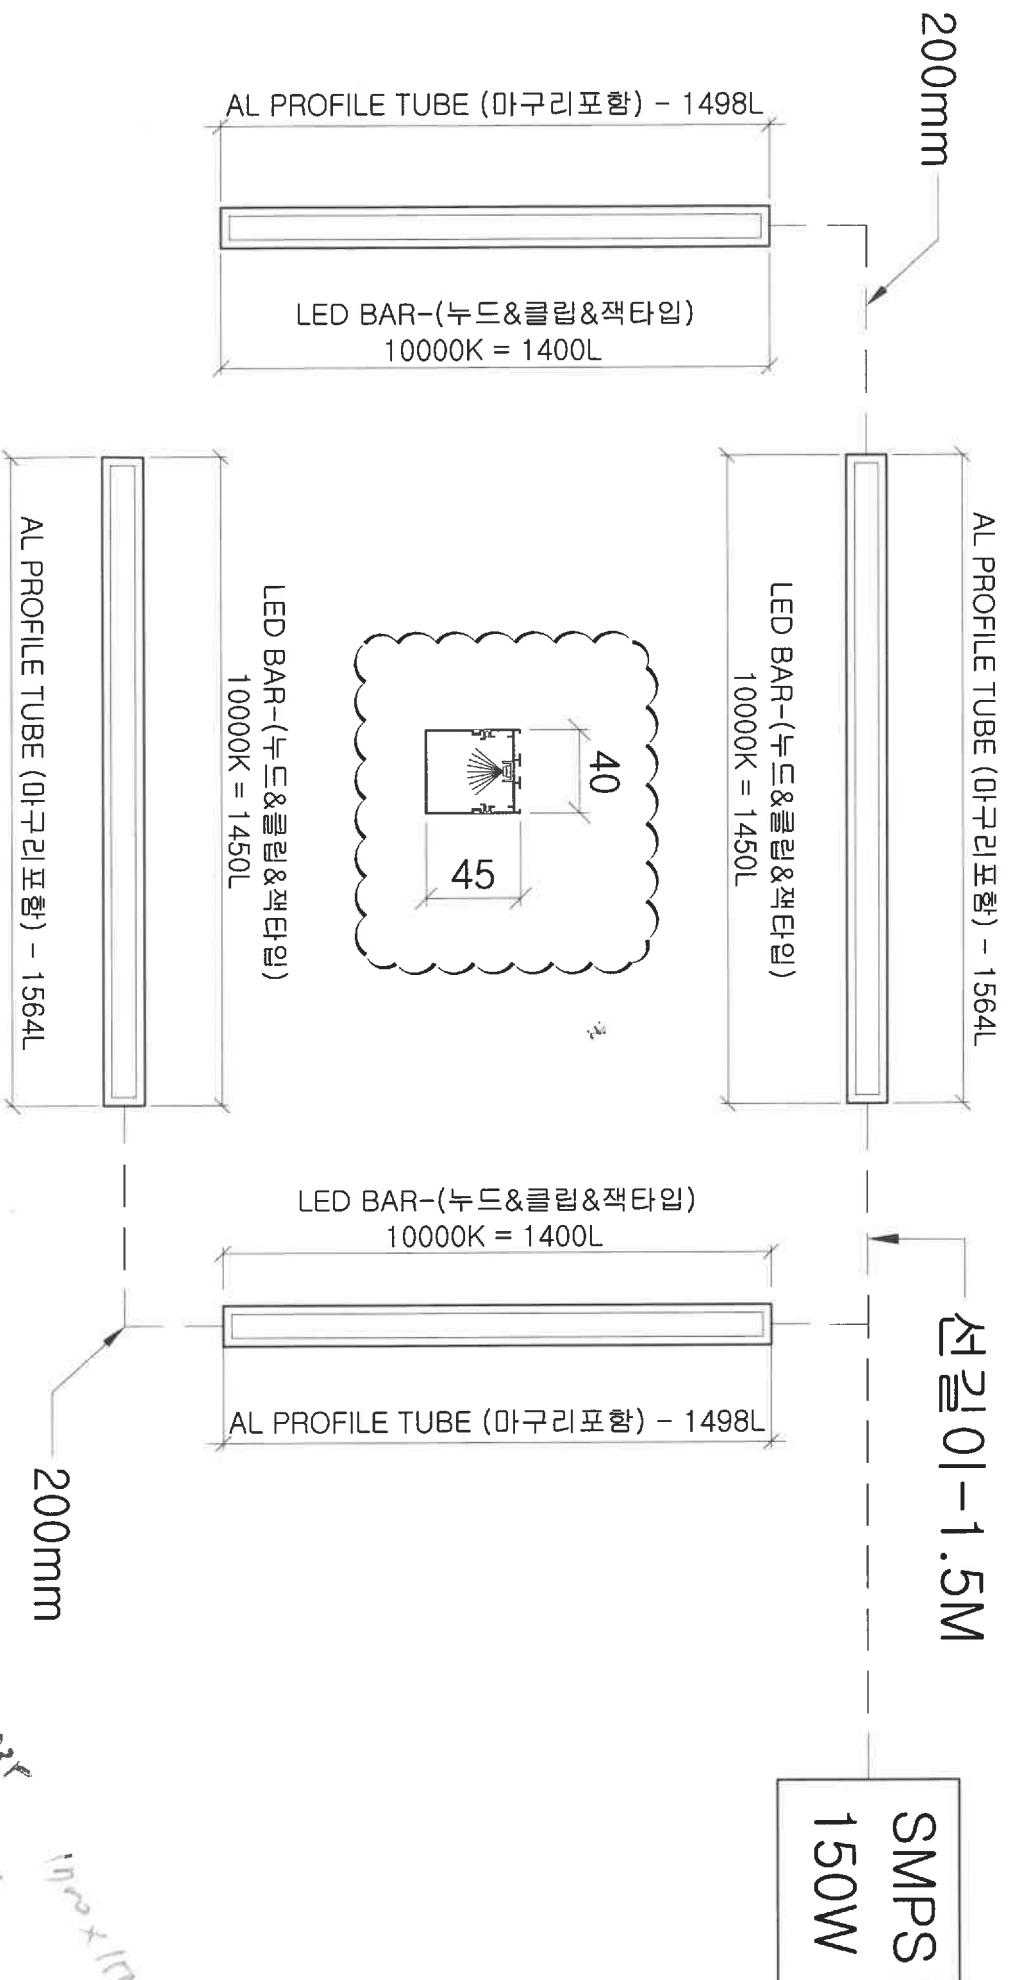 200mm
AL PROFILE TUBE (마구리포함) - 1498L
LED BAR-(누드&클립&잭타입)
10000K = 1400L
AL PROFILE TUBE (마구리포함) - 1564L
LED BAR-(누드&클립&잭타입)
10000K = 1450L
40
45
LED BAR-(누드&클립&잭타입)
10000K = 1450L
AL PROFILE TUBE (마구리포함) - 1564L
선길이-1.5M
LED BAR-(누드&클립&잭타입)
10000K = 1400L
AL PROFILE TUBE (마구리포함) - 1498L
200mm
SMPS
150W